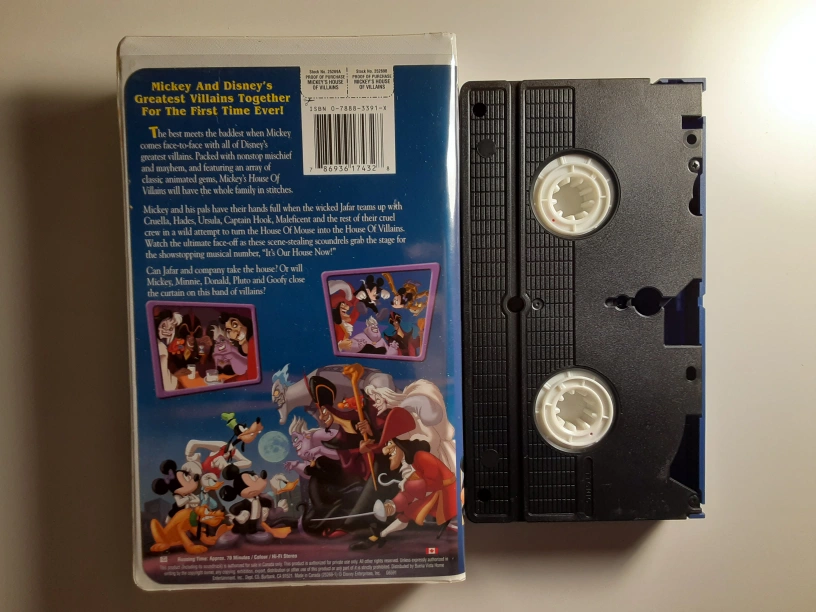 Stock No. 25289A
PROOF OF PURCHASE
MICKEY'S HOUSE
OF VILLAINS
Stock No. 25289B
PROOF OF PURCHASE
MICKEY'S HOUSE
OF VILLAINS
ISBN 0-7888-3391-X
7 86936 17432 8
Mickey And Disney's
Greatest Villains Together
For The First Time Ever!
The best meets the baddest when Mickey
comes face-to-face with all of Disney's
greatest villains. Packed with nonstop mischief
and mayhem, and featuring an array of
classic animated gems, Mickey's House Of
Villains will have the whole family in stitches.
Mickey and his pals have their hands full when the wicked Jafar teams up with
Cruella, Hades, Ursula, Captain Hook, Maleficent and the rest of their cruel
crew in a wild attempt to turn the House Of Mouse into the House Of Villains.
Watch the ultimate face-off as these scene-stealing scoundrels grab the stage for
the showstopping musical number, "It's Our House Now!"
Can Jafar and company take the house? Or will
Mickey, Minnie, Donald, Pluto and Goofy close
the curtain on this band of villains?
Running Time: Approx. 70 Minutes / Colour / Hi-Fi Stereo